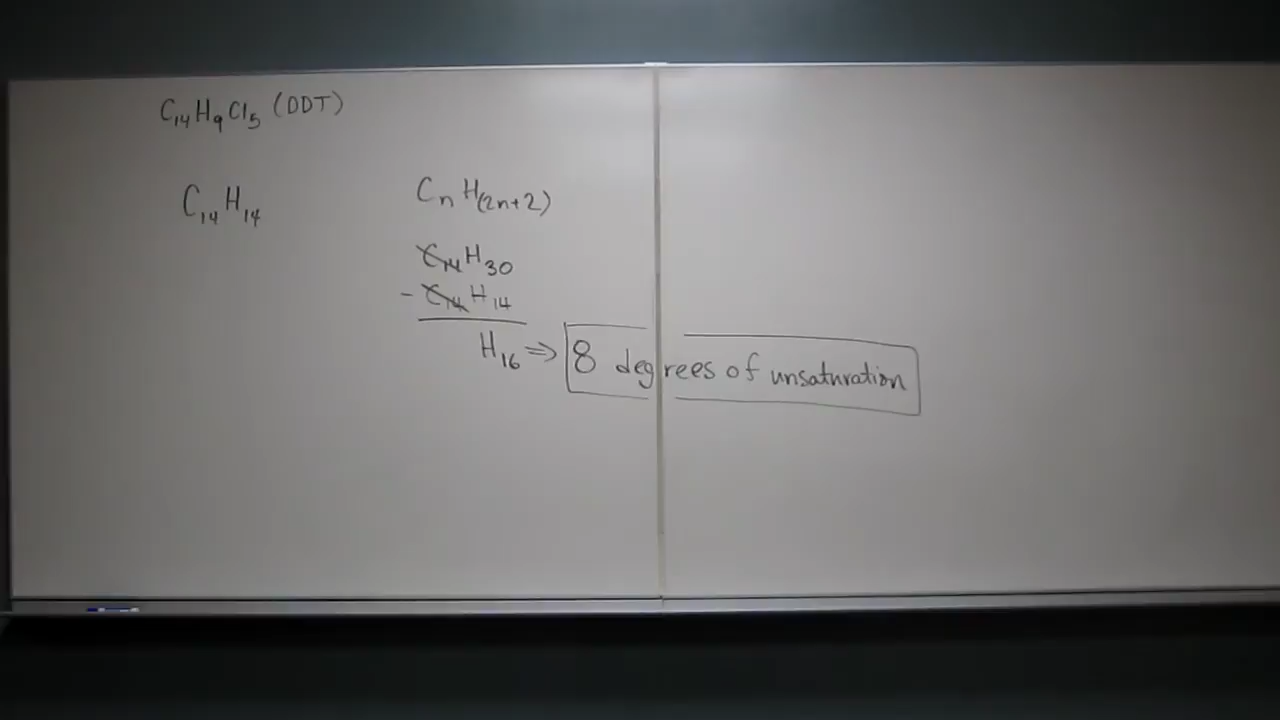 C₁₄H₉Cl₅ (DDT)
C₁₄H₁₄
CₙH₍₂ₙ₊₂₎
C₁₄H₃₀
- C₁₄H₁₄
H₁₆ ⇒ 8 degrees of unsaturation